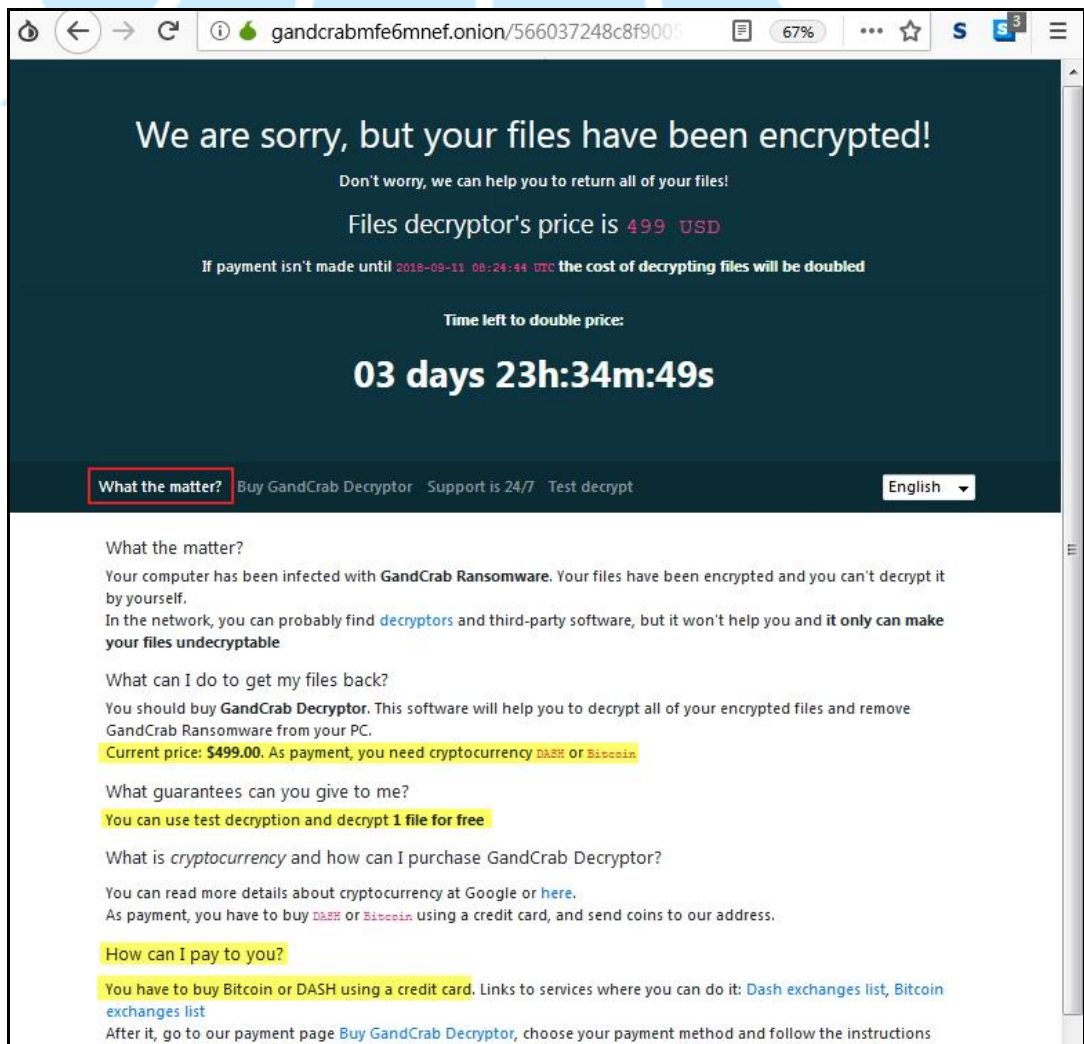 gandcrabmfe6mnef.onion/566037248c8f9005
67%
S
S
3
We are sorry, but your files have been encrypted!
Don't worry, we can help you to return all of your files!
Files decryptor's price is 499 USD
If payment isn't made until 2018-09-11 08:24:44 UTC the cost of decrypting files will be doubled
Time left to double price:
03 days 23h:34m:49s
What the matter? Buy GandCrab Decryptor Support is 24/7 Test decrypt English
What the matter?
Your computer has been infected with GandCrab Ransomware. Your files have been encrypted and you can't decrypt it
by yourself.
In the network, you can probably find decryptors and third-party software, but it won't help you and it only can make
your files undecryptable
What can I do to get my files back?
You should buy GandCrab Decryptor. This software will help you to decrypt all of your encrypted files and remove
GandCrab Ransomware from your PC.
Current price: $499.00. As payment, you need cryptocurrency DASH or Bitcoin
What guarantees can you give to me?
You can use test decryption and decrypt 1 file for free
What is cryptocurrency and how can I purchase GandCrab Decryptor?
You can read more details about cryptocurrency at Google or here.
As payment, you have to buy DASH or Bitcoin using a credit card, and send coins to our address.
How can I pay to you?
You have to buy Bitcoin or DASH using a credit card. Links to services where you can do it: Dash exchanges list, Bitcoin
exchanges list
After it, go to our payment page Buy GandCrab Decryptor, choose your payment method and follow the instructions